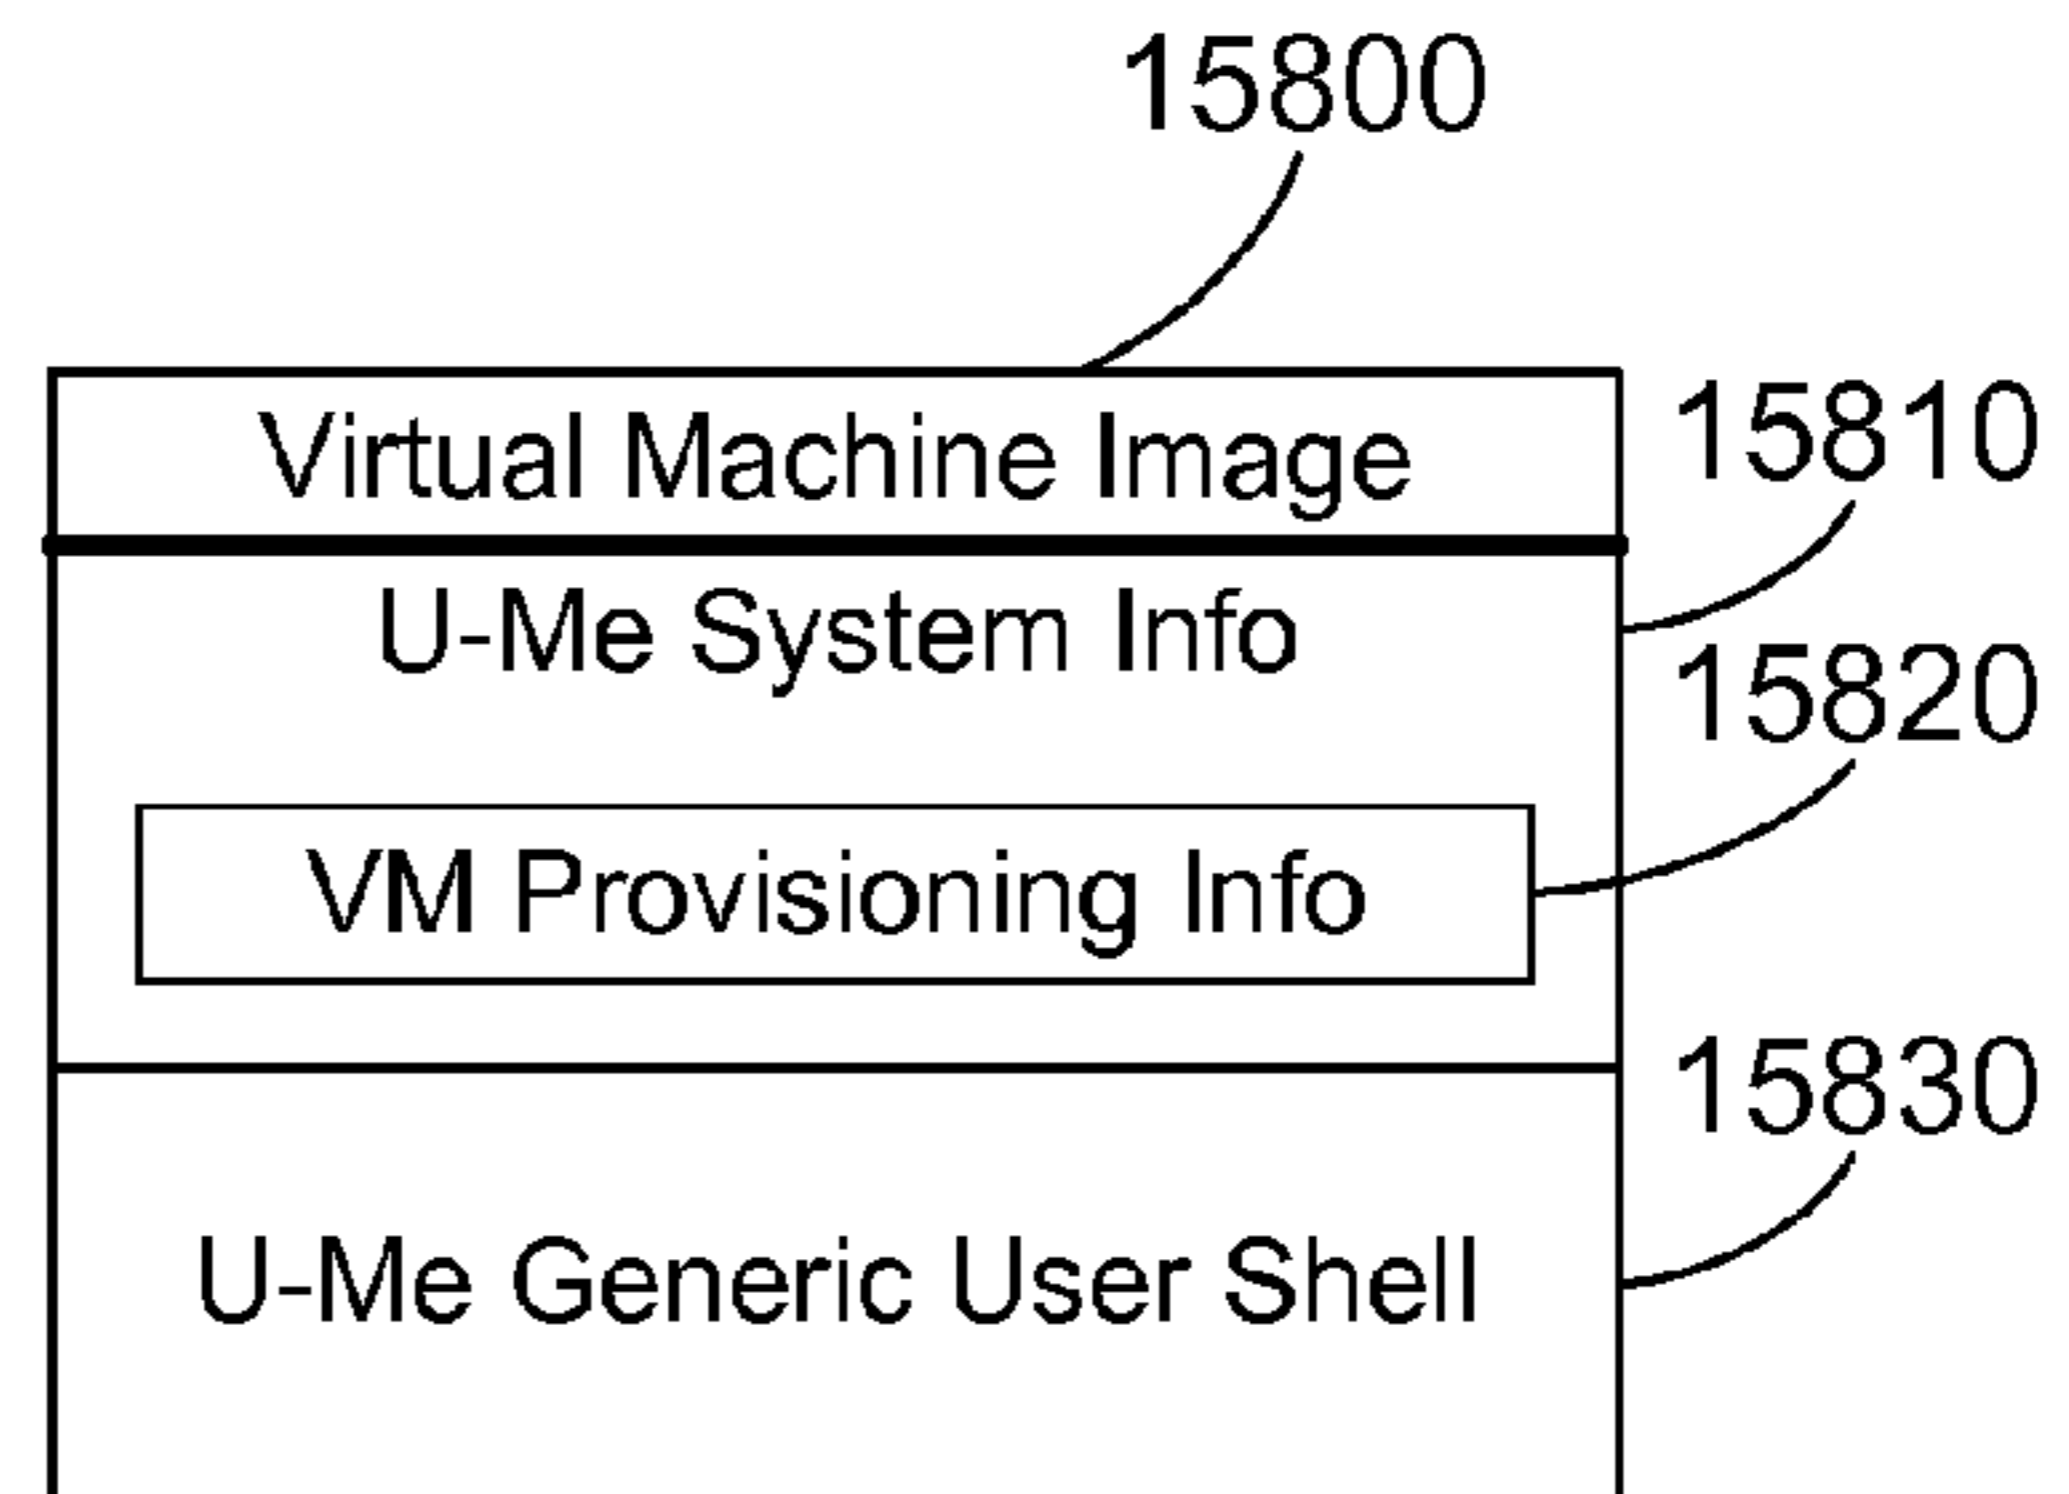 15800
Virtual Machine Image
15810
U-Me System Info
15820
VM Provisioning Info
15830
U-Me Generic User Shell